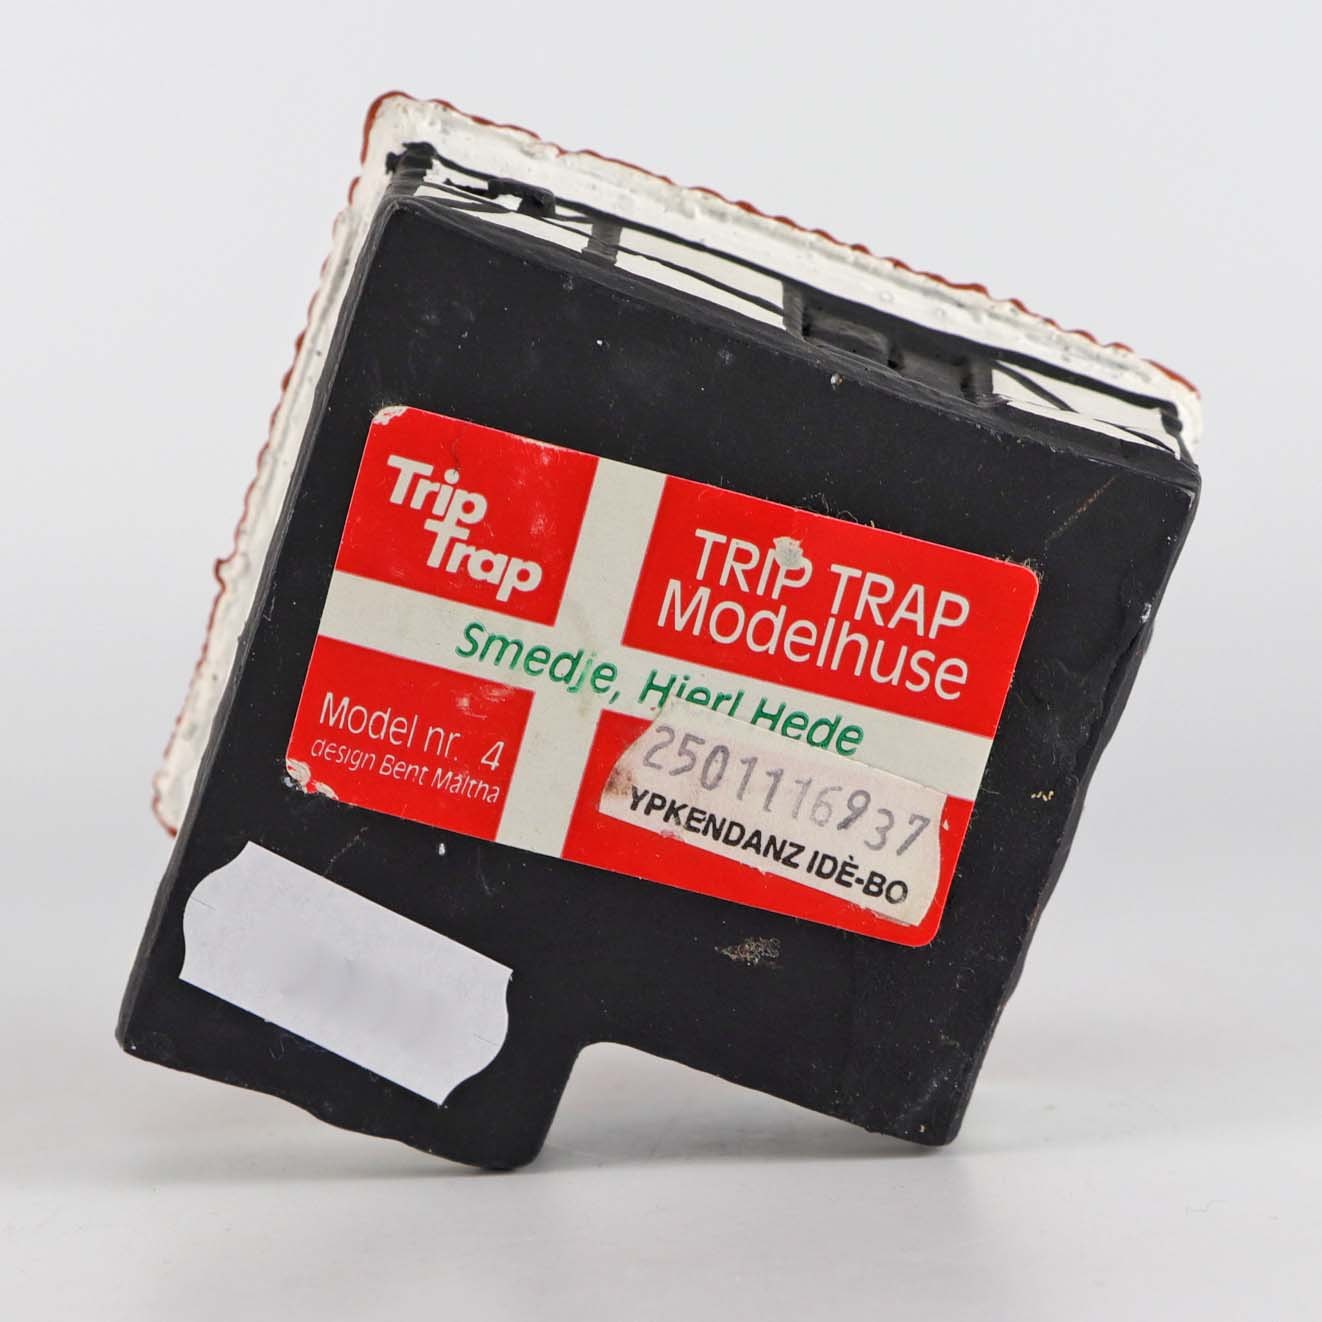 Trip
Trap
TRIP TRAP
Modelhuse
Smedje, Hjerl Hede
Model nr. 4
design Bent Maltha
2501116937
YPKENDANZ IDÈ-BO